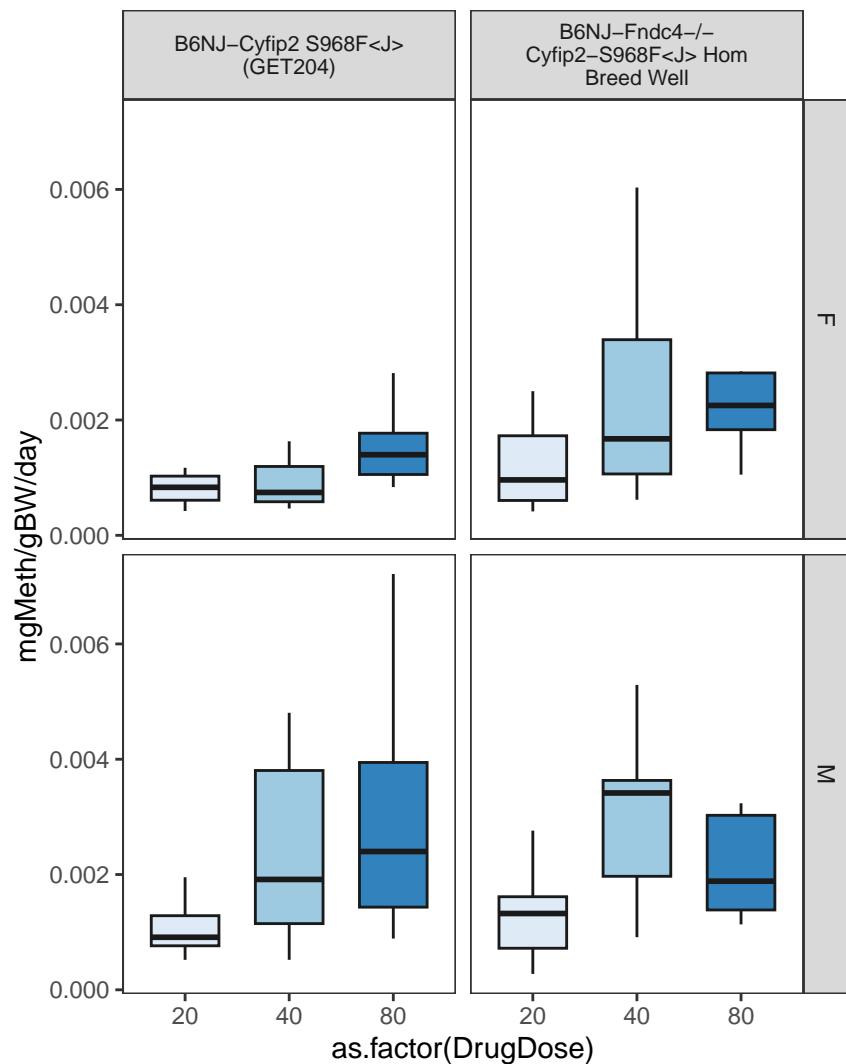 B6NJ−Cyfip2 S968F<J>
(GET204)
B6NJ−Fndc4−/−
Cyfip2−S968F<J> Hom
Breed Well
0.006
0.004
0.002
0.000
F
0.006
0.004
0.002
0.000
M
mgMeth/gBW/day
20 40 80 20 40 80
as.factor(DrugDose)